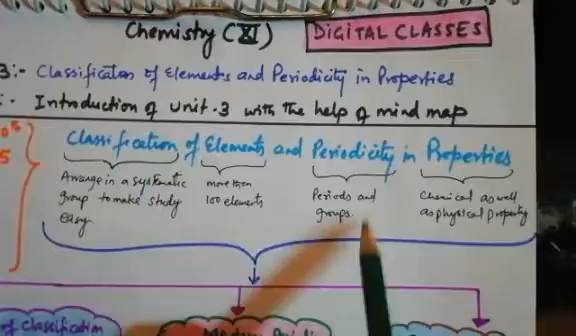 Chemistry (XI)
DIGITAL CLASSES
3:- Classification of Elements and Periodicity in Properties
:- Introduction of unit-3 with the help of mind map
Classification of Elements and Periodicity in Properties
Arrange in a systematic
group to make study
easy
more than
100 elements
Periods and
groups.
Chemical as well
as physical property
5
of classification